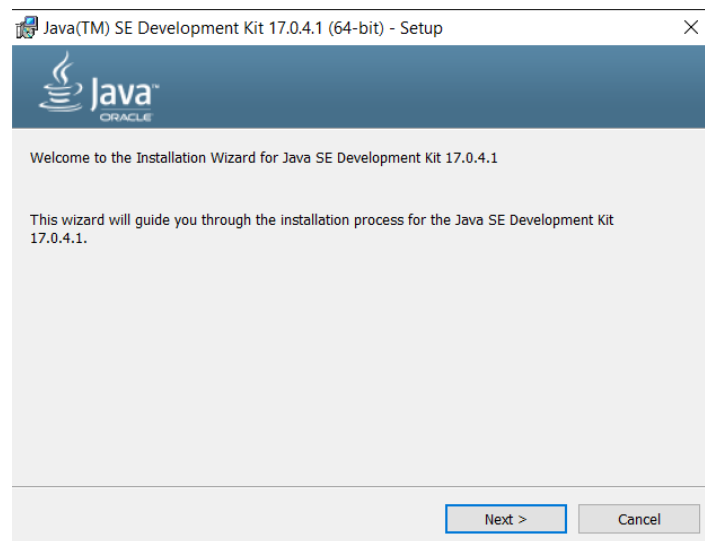 Java(TM) SE Development Kit 17.0.4.1 (64-bit) - Setup
Java™
ORACLE
Welcome to the Installation Wizard for Java SE Development Kit 17.0.4.1
This wizard will guide you through the installation process for the Java SE Development Kit
17.0.4.1.
Next >
Cancel